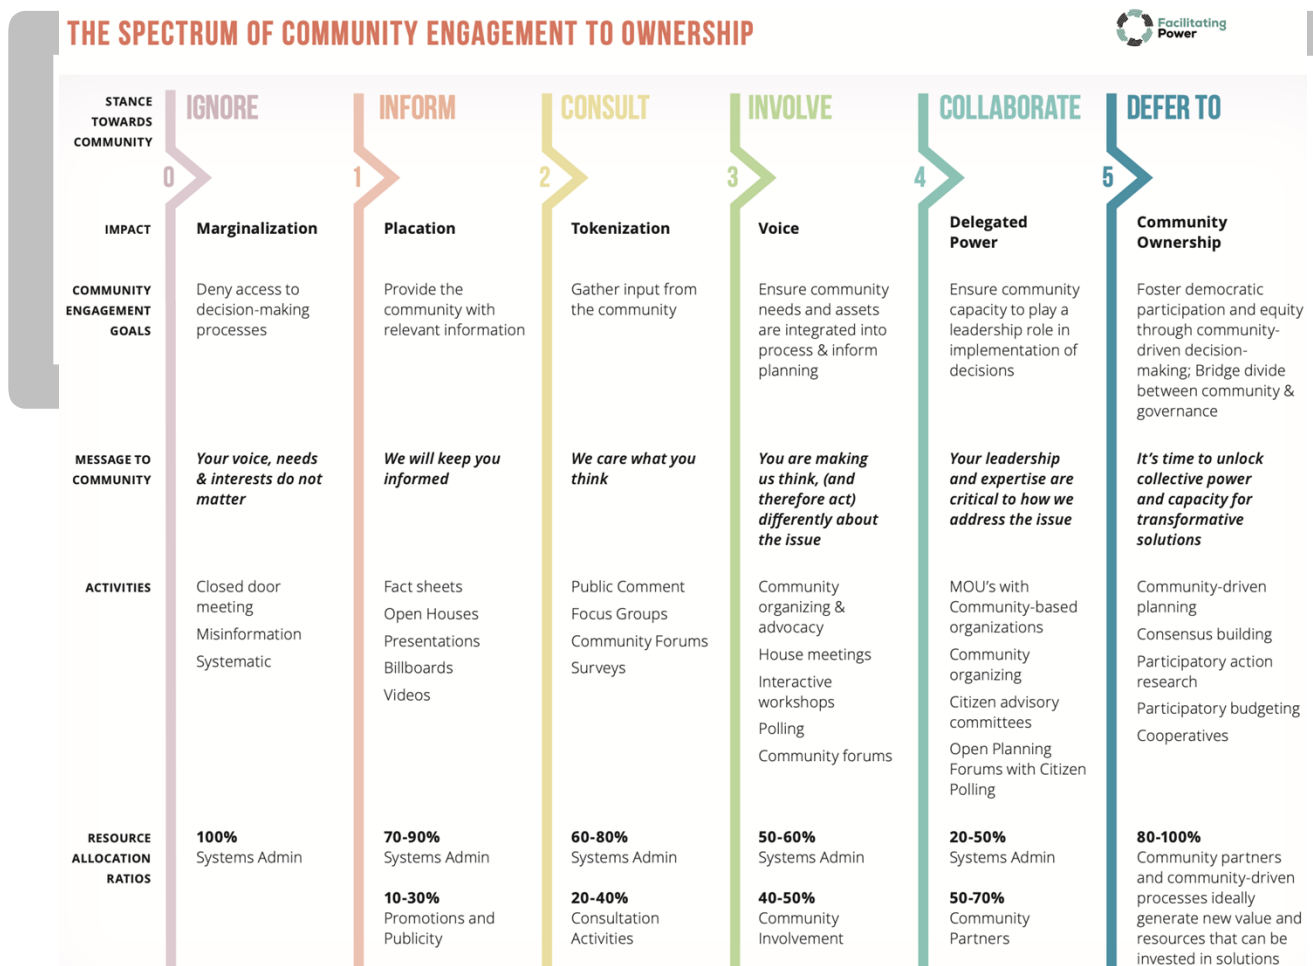 THE SPECTRUM OF COMMUNITY ENGAGEMENT TO OWNERSHIP
Facilitating
Power
STANCE
TOWARDS
COMMUNITY
IGNORE
0
INFORM
1
CONSULT
2
INVOLVE
3
COLLABORATE
4
DEFER TO
5
IMPACT
Marginalization
Placation
Tokenization
Voice
Delegated
Power
Community
Ownership
COMMUNITY
ENGAGEMENT
GOALS
Deny access to
decision-making
processes
Provide the
community with
relevant information
Gather input from
the community
Ensure community
needs and assets
are integrated into
process & inform
planning
Ensure community
capacity to play a
leadership role in
implementation of
decisions
Foster democratic
participation and equity
through community-
driven decision-
making; Bridge divide
between community &
governance
MESSAGE TO
COMMUNITY
Your voice, needs
& interests do not
matter
We will keep you
informed
We care what you
think
You are making
us think, (and
therefore act)
differently about
the issue
Your leadership
and expertise are
critical to how we
address the issue
It’s time to unlock
collective power
and capacity for
transformative
solutions
ACTIVITIES
Closed door
meeting
Misinformation
Systematic
Fact sheets
Open Houses
Presentations
Billboards
Videos
Public Comment
Focus Groups
Community Forums
Surveys
Community
organizing &
advocacy
House meetings
Interactive
workshops
Polling
Community forums
MOU’s with
Community-based
organizations
Community
organizing
Citizen advisory
committees
Open Planning
Forums with Citizen
Polling
Community-driven
planning
Consensus building
Participatory action
research
Participatory budgeting
Cooperatives
RESOURCE
ALLOCATION
RATIOS
100%
Systems Admin
70-90%
Systems Admin
10-30%
Promotions and
Publicity
60-80%
Systems Admin
20-40%
Consultation
Activities
50-60%
Systems Admin
40-50%
Community
Involvement
20-50%
Systems Admin
50-70%
Community
Partners
80-100%
Community partners
and community-driven
processes ideally
generate new value and
resources that can be
invested in solutions